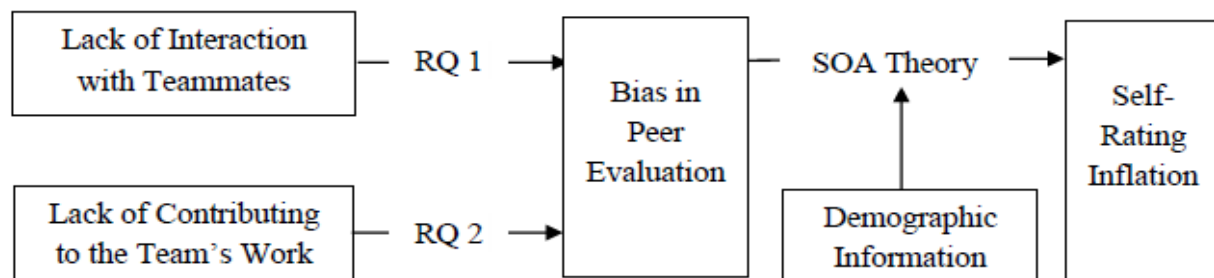 Lack of Interaction
with Teammates
RQ 1
Lack of Contributing
to the Team's Work
RQ 2
Bias in
Peer
Evaluation
SOA Theory
Demographic
Information
Self-
Rating
Inflation